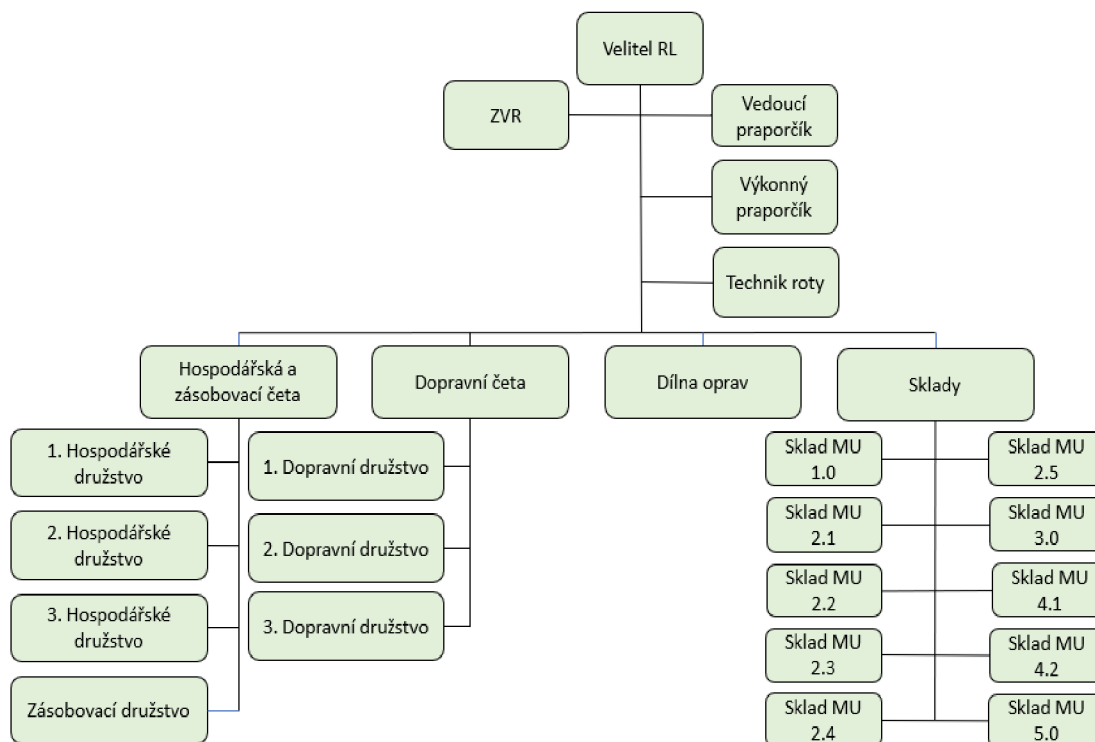 Velitel RL
ZVR
Vedoucí
praporčík
Výkonný
praporčík
Technik roty
Hospodářská a
zásobovací četa
Dopravní četa
Dílna oprav
Sklady
1. Hospodářské
družstvo
2. Hospodářské
družstvo
3. Hospodářské
družstvo
Zásobovací družstvo
1. Dopravní družstvo
2. Dopravní družstvo
3. Dopravní družstvo
Sklad MU
1.0
Sklad MU
2.1
Sklad MU
2.2
Sklad MU
2.3
Sklad MU
2.4
Sklad MU
2.5
Sklad MU
3.0
Sklad MU
4.1
Sklad MU
4.2
Sklad MU
5.0